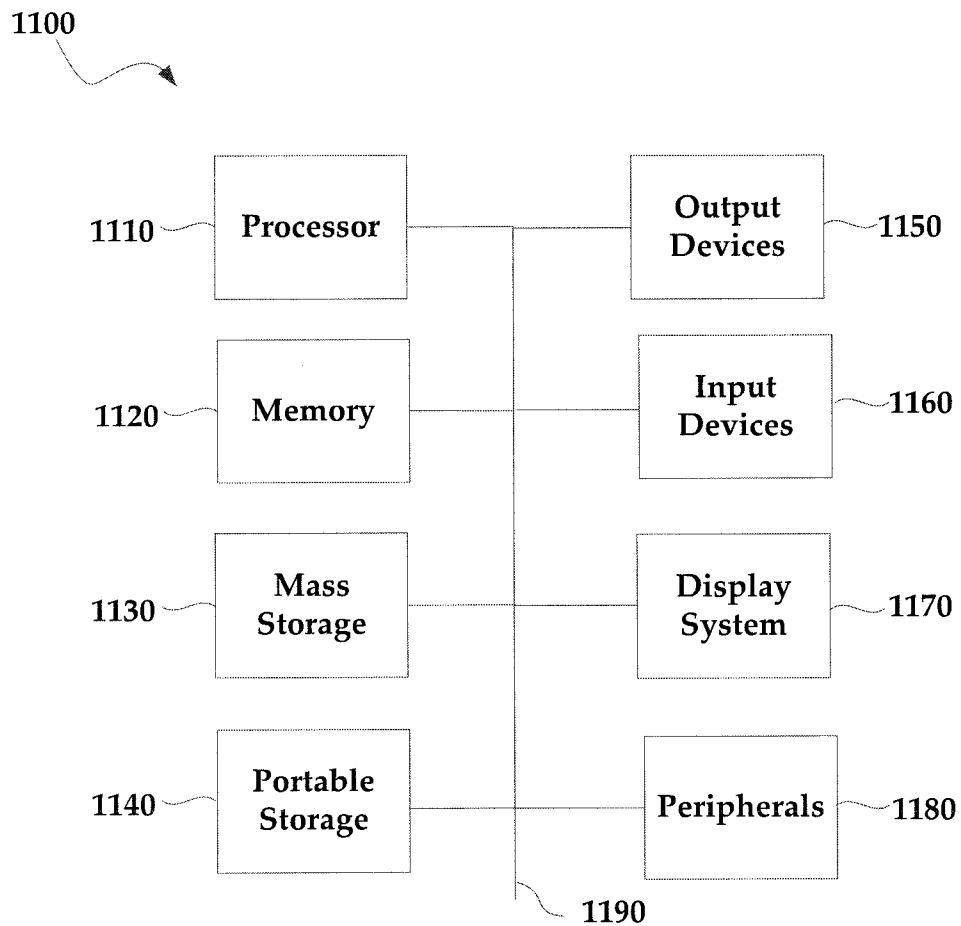 1100
1110
Processor
Output
Devices
1150
1120
Memory
Input
Devices
1160
1130
Mass
Storage
Display
System
1170
1140
Portable
Storage
Peripherals
1180
1190